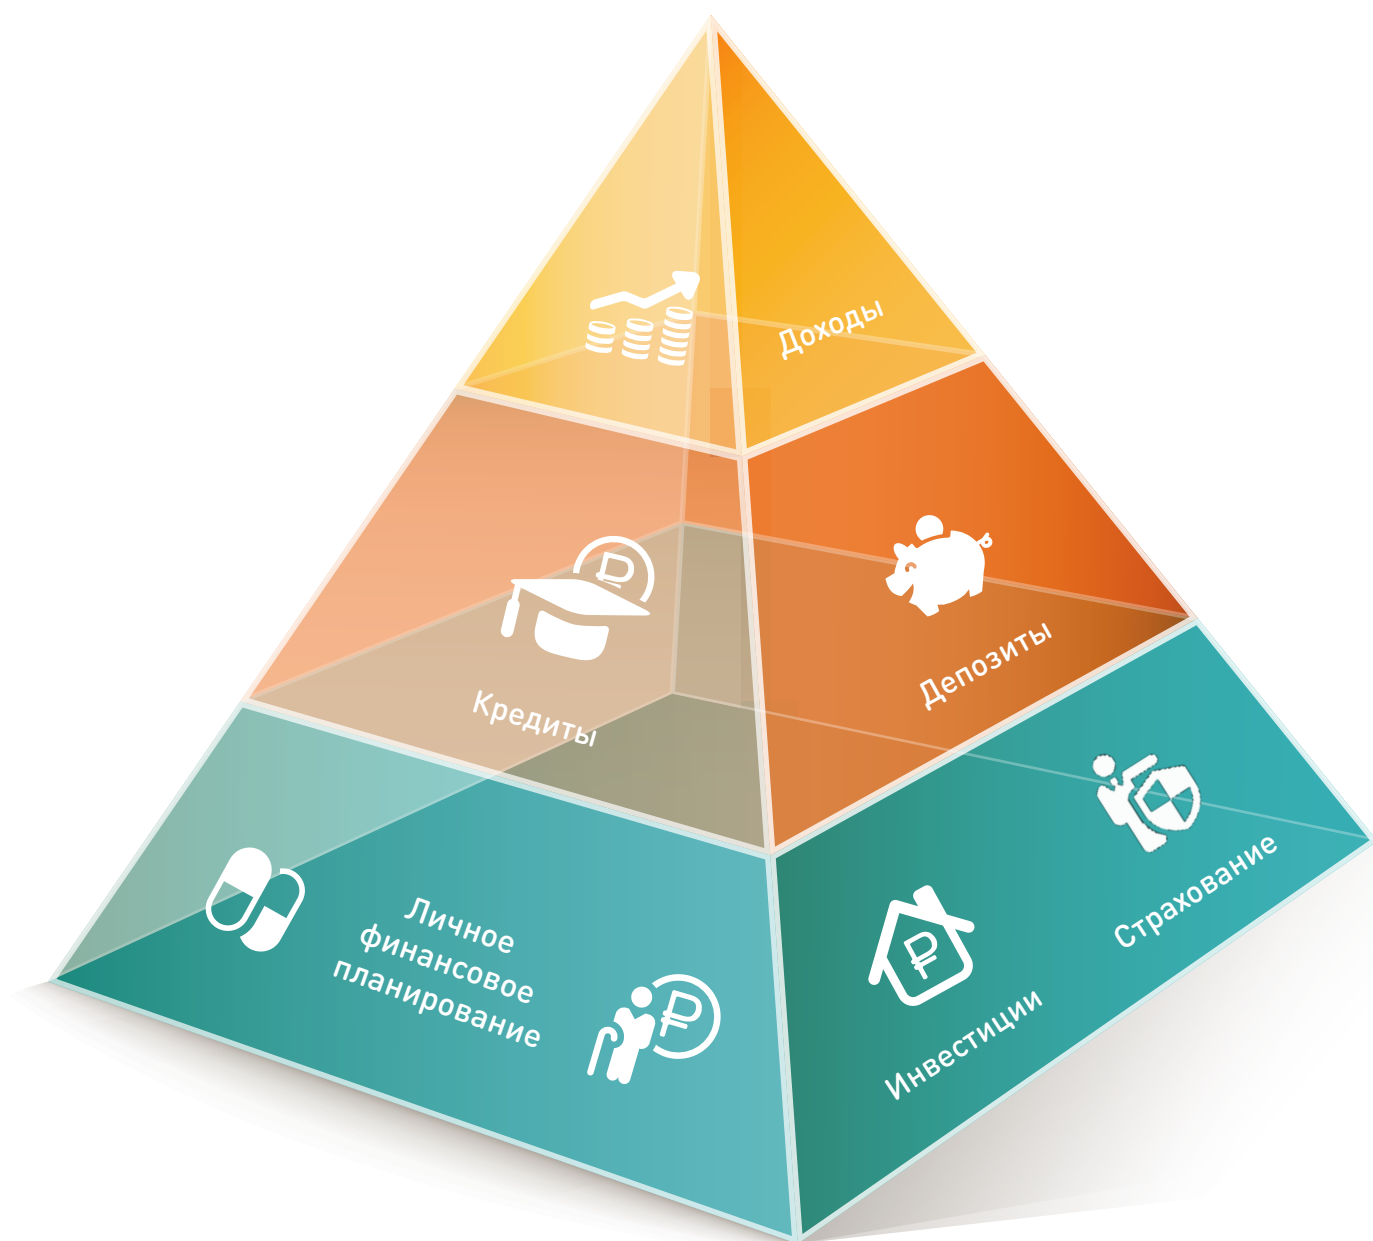 Доходы
Кредиты
Депозиты
Личное
финансовое
планирование
Инвестиции
Страхование